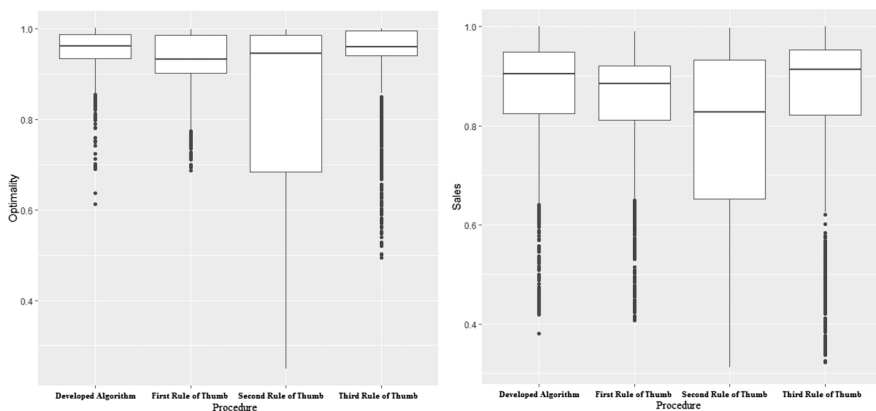 Optimality
1.0
0.8
0.6
0.4
Developed Algorithm First Rule of Thumb Second Rule of Thumb Third Rule of Thumb
Procedure
Sales
1.0
0.8
0.6
0.4
Developed Algorithm First Rule of Thumb Second Rule of Thumb Third Rule of Thumb
Procedure